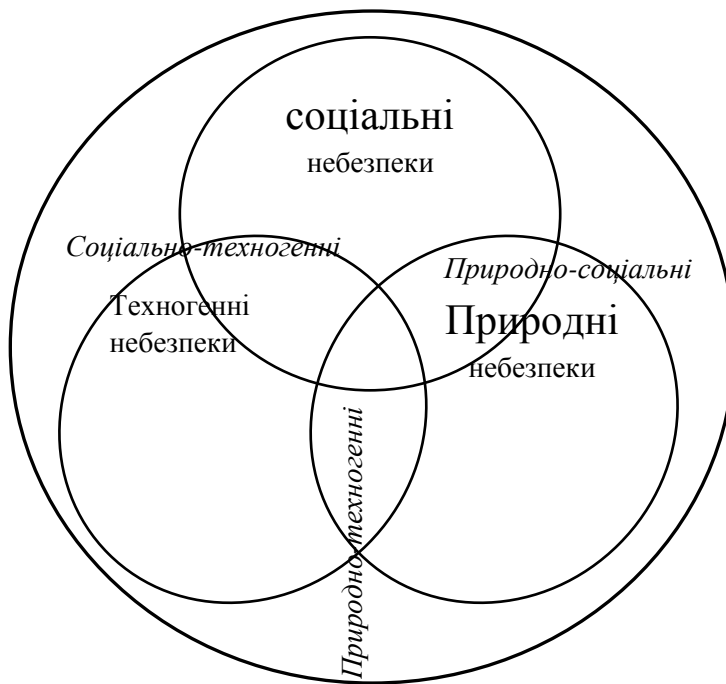 соціальні
небезпеки
Соціально-техногенні
Природно-соціальні
Техногенні
небезпеки
Природні
небезпеки
Природно-техногенні